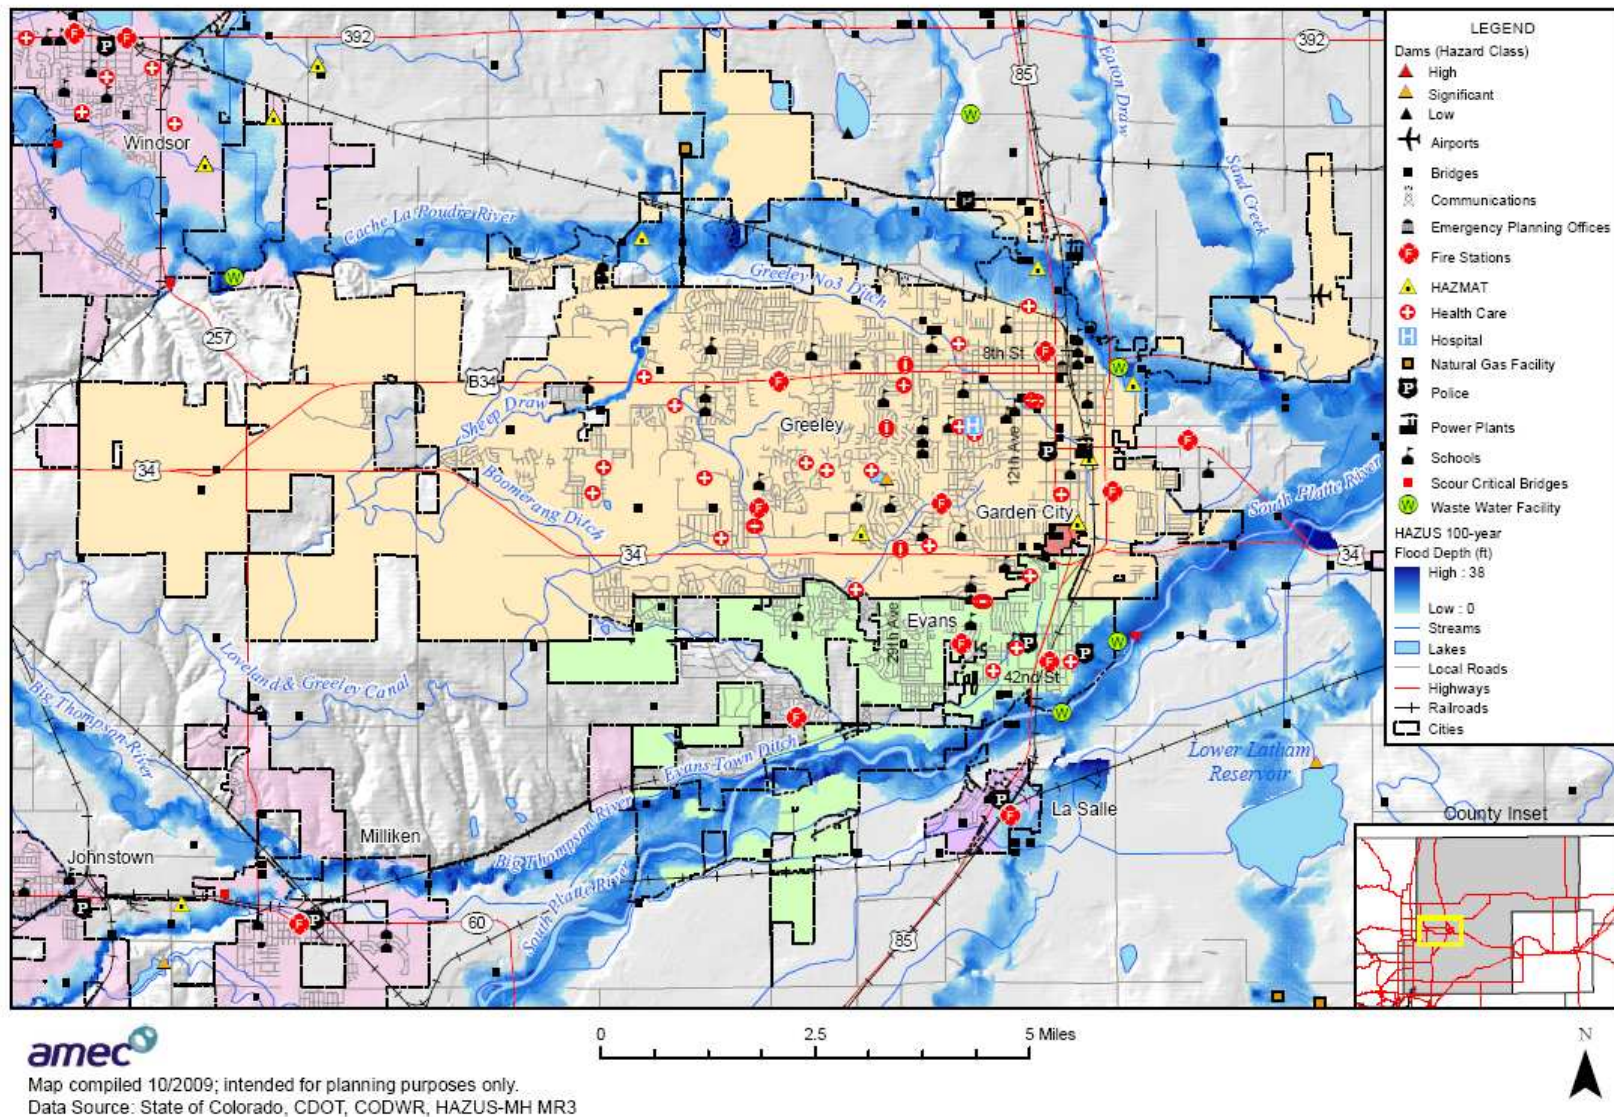 392
392
85
Eaton Draw
Windsor
Sand Creek
Cache La Poudre River
Greeley No3 Ditch
257
8th St
B34
Sheep Draw
Greeley
12th Ave
34
Boomerang Ditch
South Platte River
Garden City
34
34
29th Ave
Evans
42nd St
Loveland & Greeley Canal
Big Thompson River
Evans Town Ditch
Lower Latham
Reservoir
La Salle
Milliken
Johnstown
Big Thompson River
South Platte River
60
85
LEGEND
Dams (Hazard Class)
High
Significant
Low
Airports
Bridges
Communications
Emergency Planning Offices
F Fire Stations
HAZMAT
Health Care
H Hospital
Natural Gas Facility
P Police
Power Plants
Schools
Scour Critical Bridges
W Waste Water Facility
HAZUS 100-year
Flood Depth (ft)
High : 38
Low : 0
Streams
Lakes
Local Roads
Highways
Railroads
Cities
County Inset
amec
0 2.5 5 Miles
N
Map compiled 10/2009; intended for planning purposes only.
Data Source: State of Colorado, CDOT, CODWR, HAZUS-MH MR3